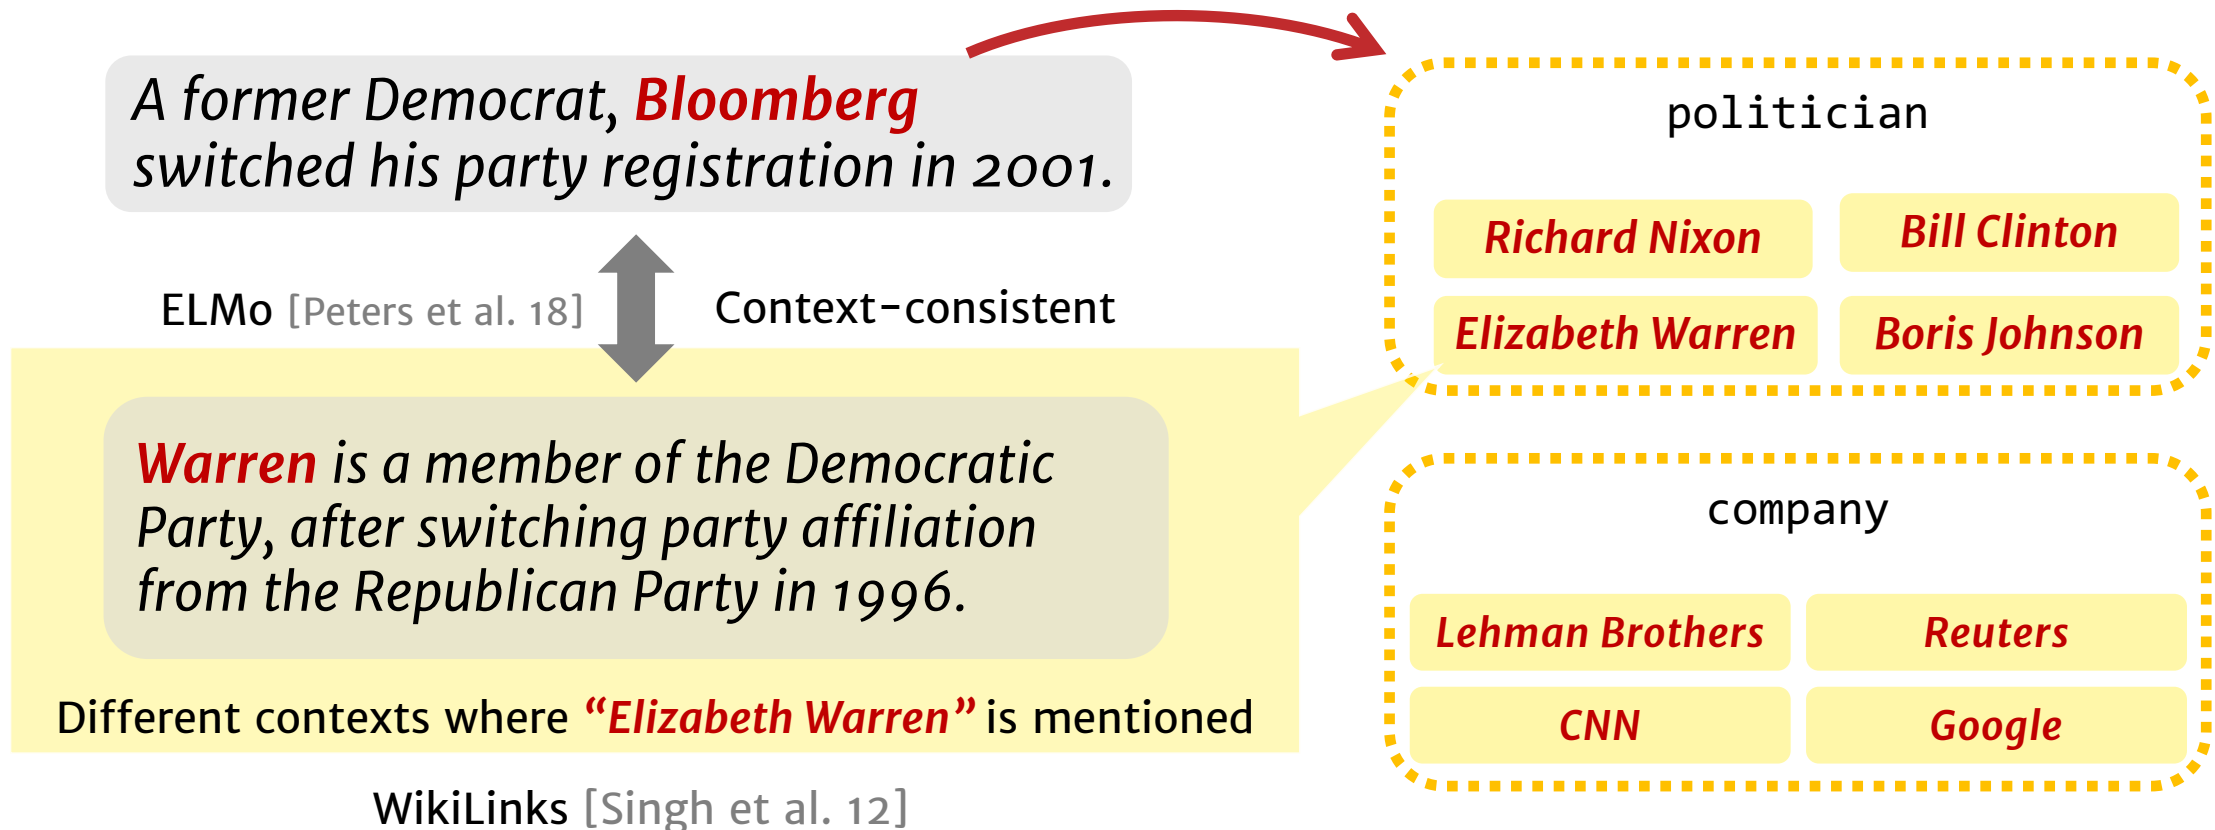 A former Democrat, Bloomberg
switched his party registration in 2001.
ELMo [Peters et al. 18]
Context-consistent
Warren is a member of the Democratic
Party, after switching party affiliation
from the Republican Party in 1996.
Different contexts where “Elizabeth Warren” is mentioned
WikiLinks [Singh et al. 12]
politician
Richard Nixon
Bill Clinton
Elizabeth Warren
Boris Johnson
company
Lehman Brothers
Reuters
CNN
Google